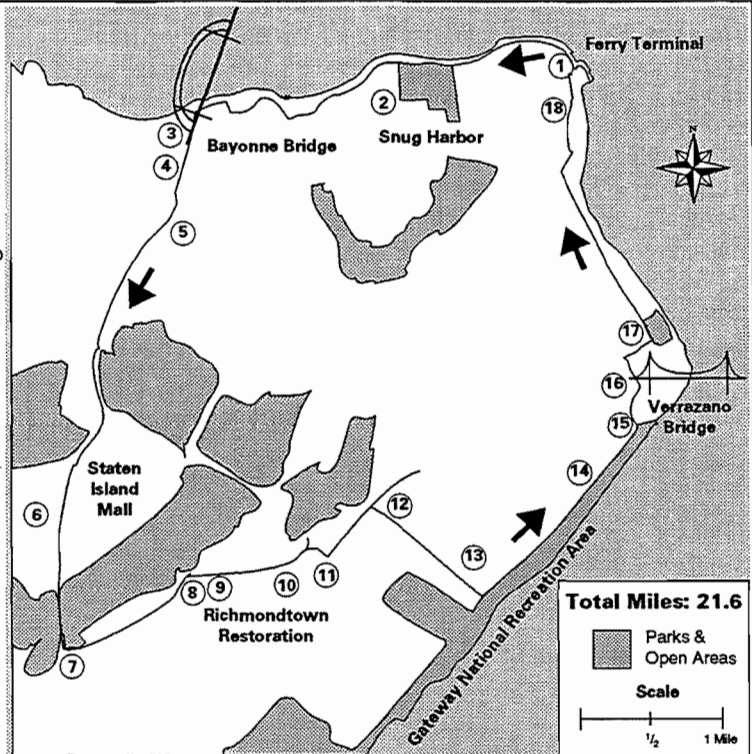 Ferry Terminal
1
18
2
Snug Harbor
N
3
Bayonne Bridge
4
5
17
16
Verrazano
Bridge
15
Staten
Island
Mall
14
6
12
13
Gateway National Recreation Area
8
9
10
11
Richmondtown
Restoration
7
Total Miles: 21.6
Parks &
Open Areas
Scale
1/2
1 Mile